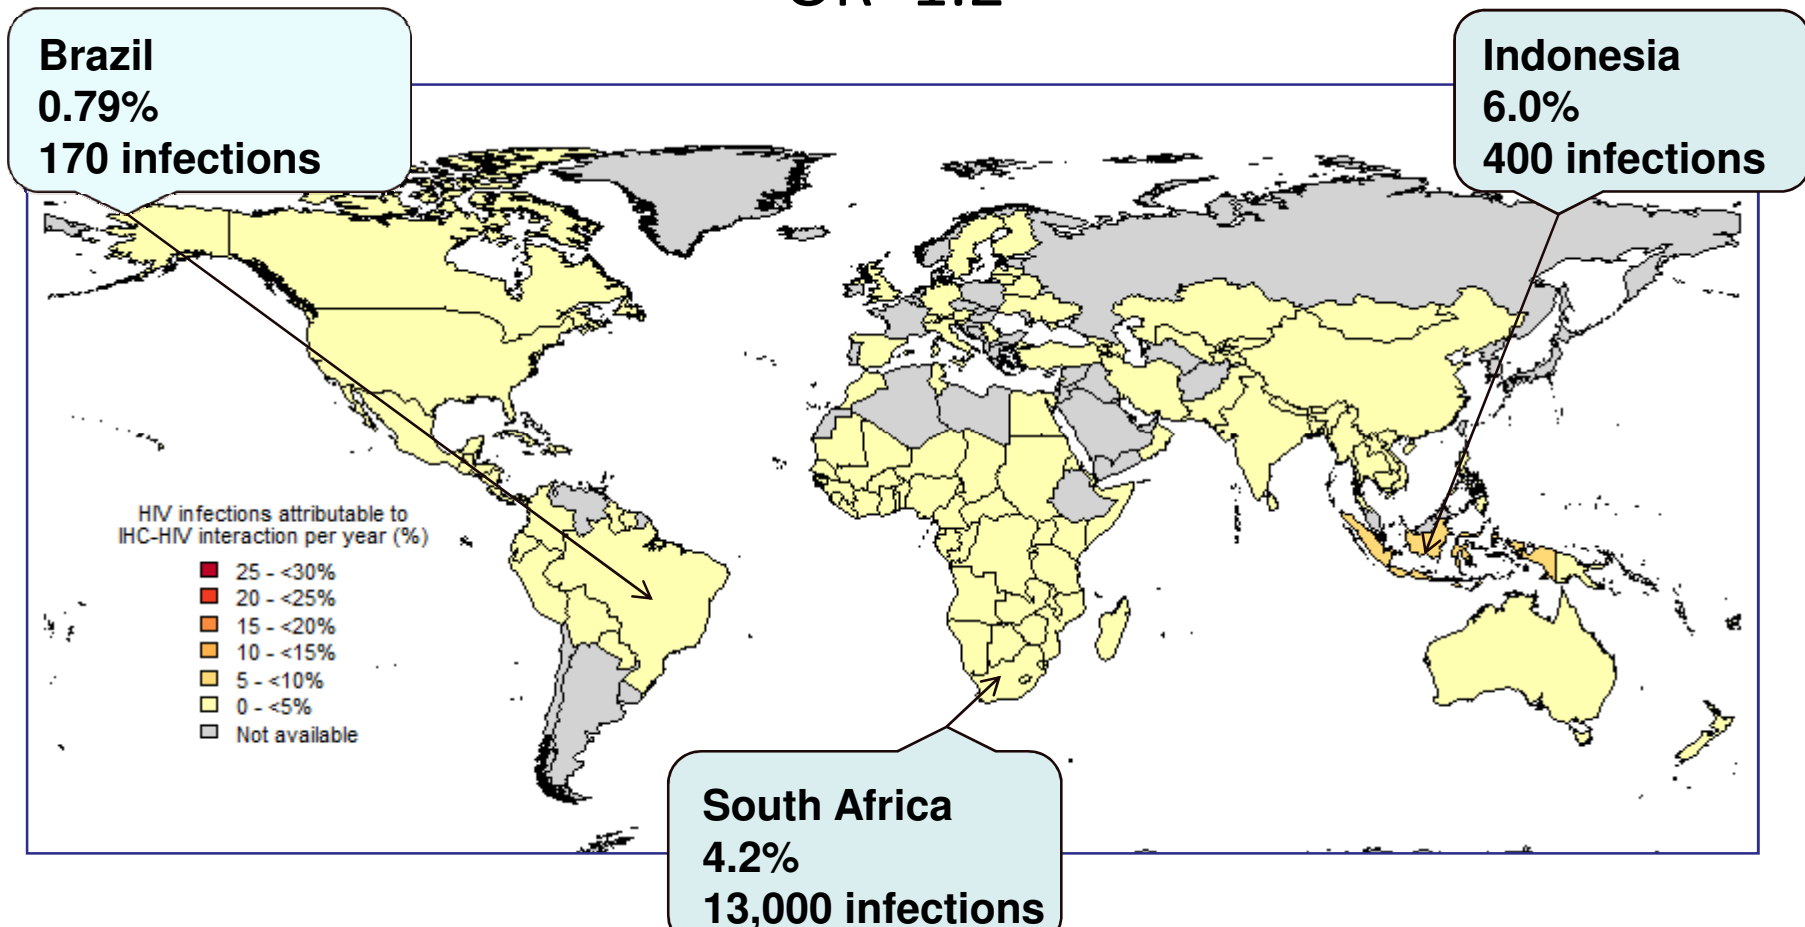 Brazil
0.79%
170 infections
Indonesia
6.0%
400 infections
HIV infections attributable to
IHC-HIV interaction per year (%)
25 - <30%
20 - <25%
15 - <20%
10 - <15%
5 - <10%
0 - <5%
Not available
South Africa
4.2%
13,000 infections